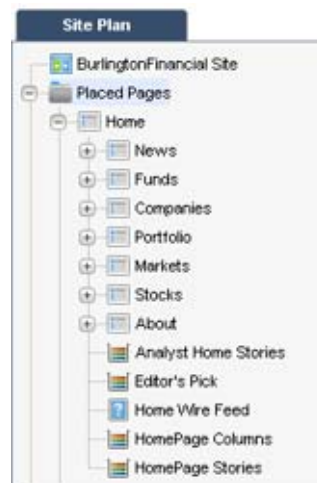 Site Plan
BurlingtonFinancial Site
Placed Pages
Home
News
Funds
Companies
Portfolio
Markets
Stocks
About
Analyst Home Stories
Editor's Pick
Home Wire Feed
HomePage Columns
HomePage Stories